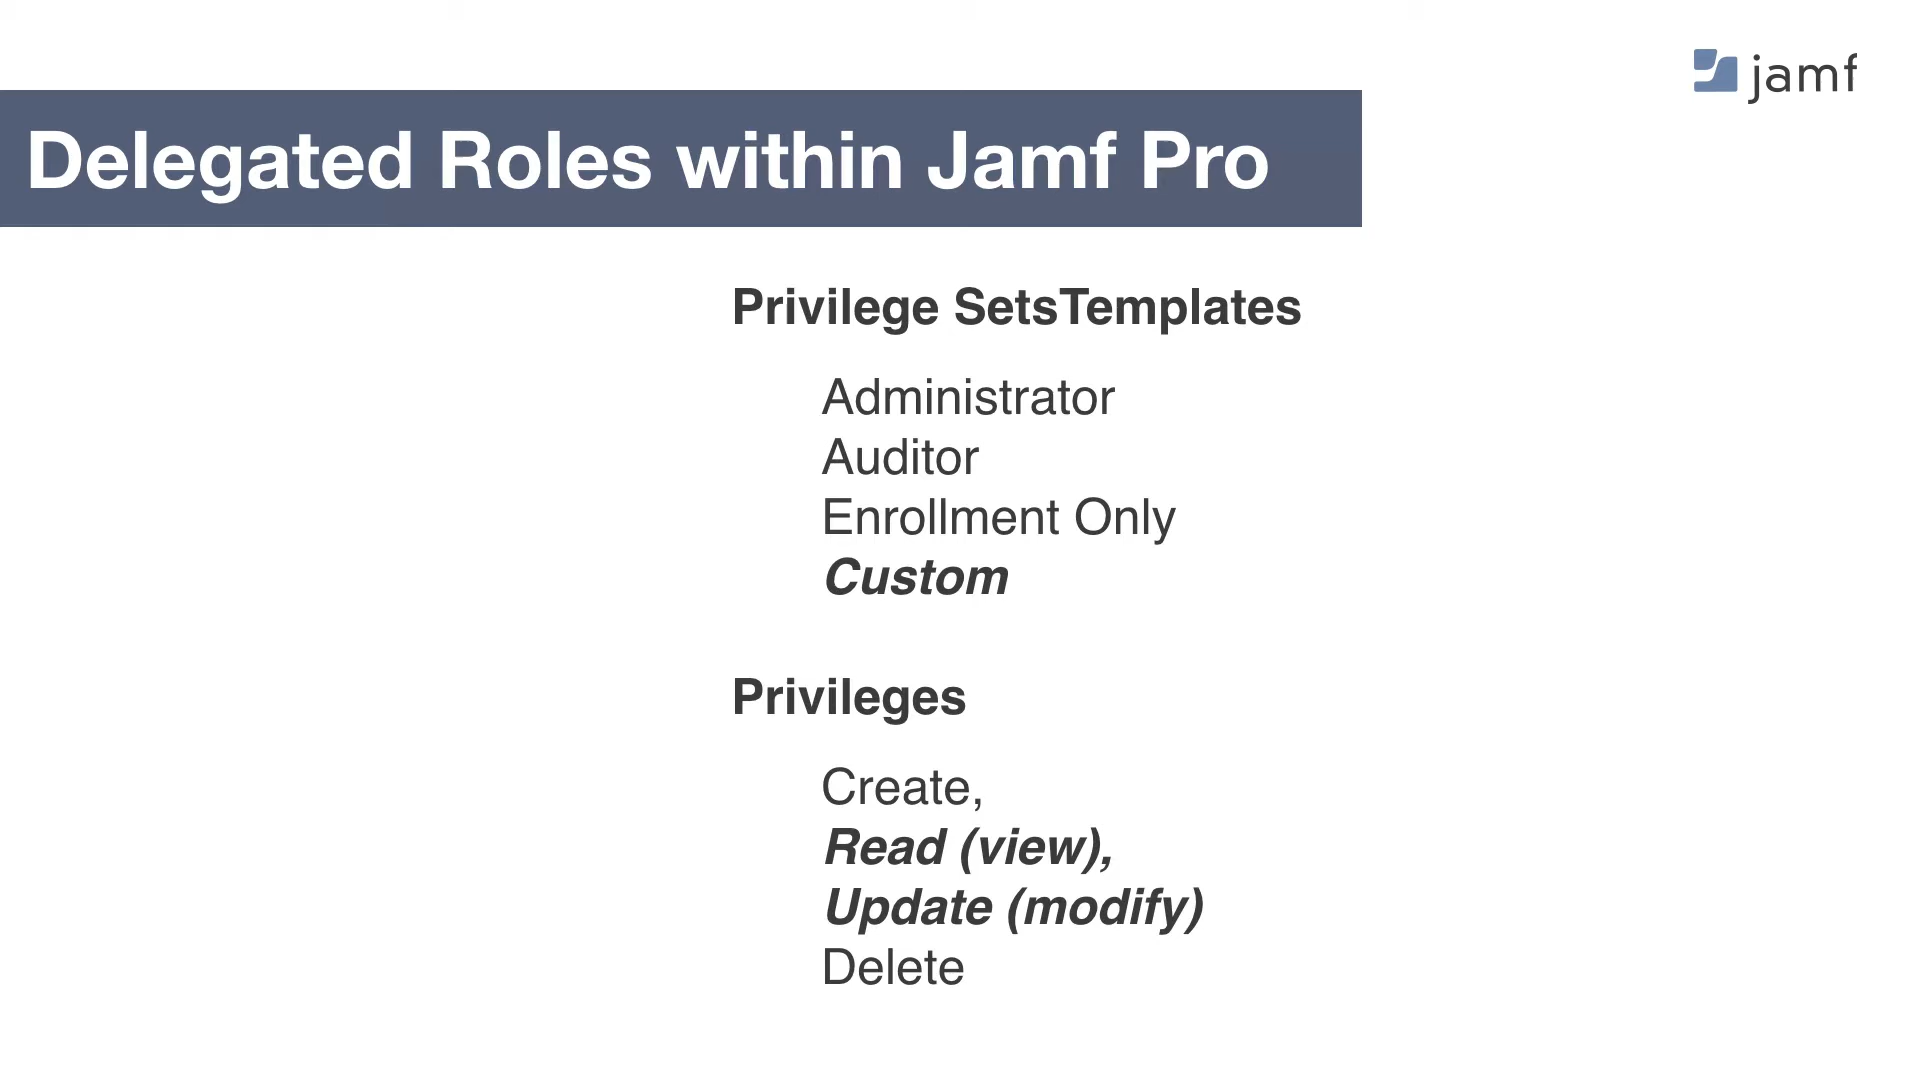 jamf
Delegated Roles within Jamf Pro
Privilege SetsTemplates
Administrator
Auditor
Enrollment Only
Custom
Privileges
Create,
Read (view),
Update (modify)
Delete